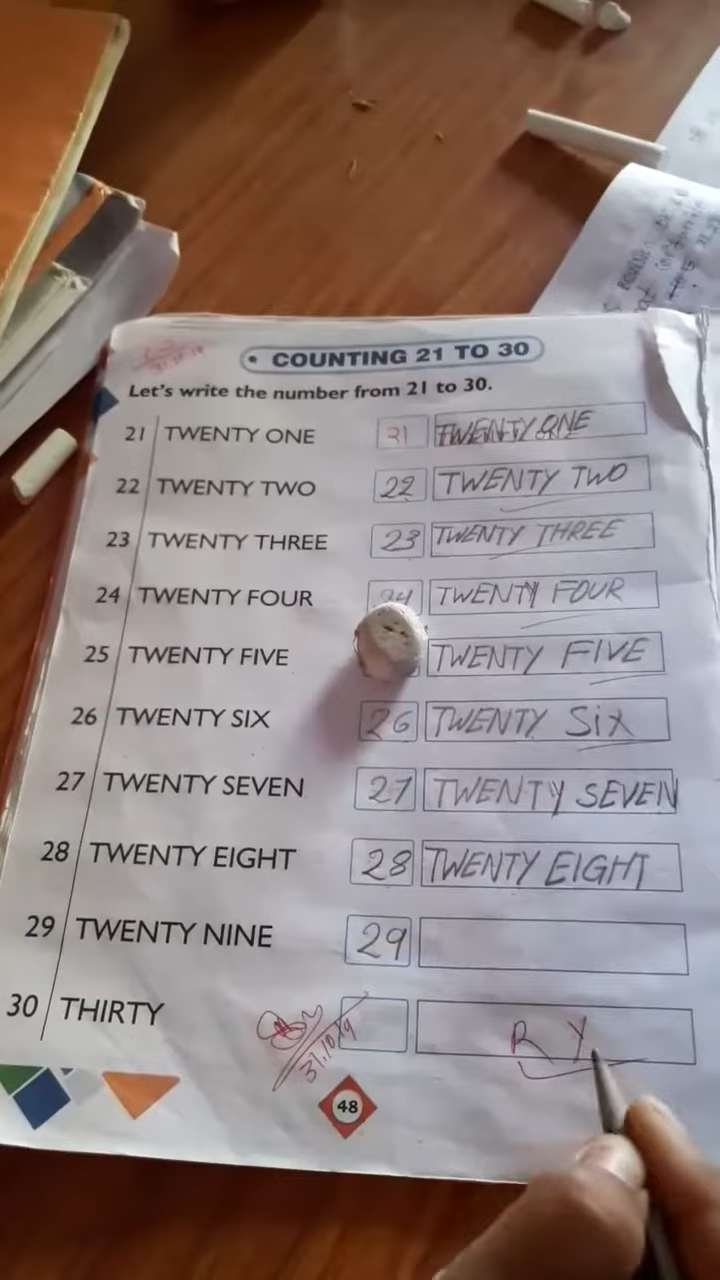 • COUNTING 21 TO 30
Let's write the number from 21 to 30.
21 TWENTY ONE 21 TWENTY ONE
22 TWENTY TWO 22 TWENTY TWO
23 TWENTY THREE 23 TWENTY THREE
24 TWENTY FOUR 24 TWENTY FOUR
25 TWENTY FIVE TWENTY FIVE
26 TWENTY SIX 26 TWENTY Six
27 TWENTY SEVEN 27 TWENTY SEVEN
28 TWENTY EIGHT 28 TWENTY EIGHT
29 TWENTY NINE 29
30 THIRTY R Y
31.10.19
48